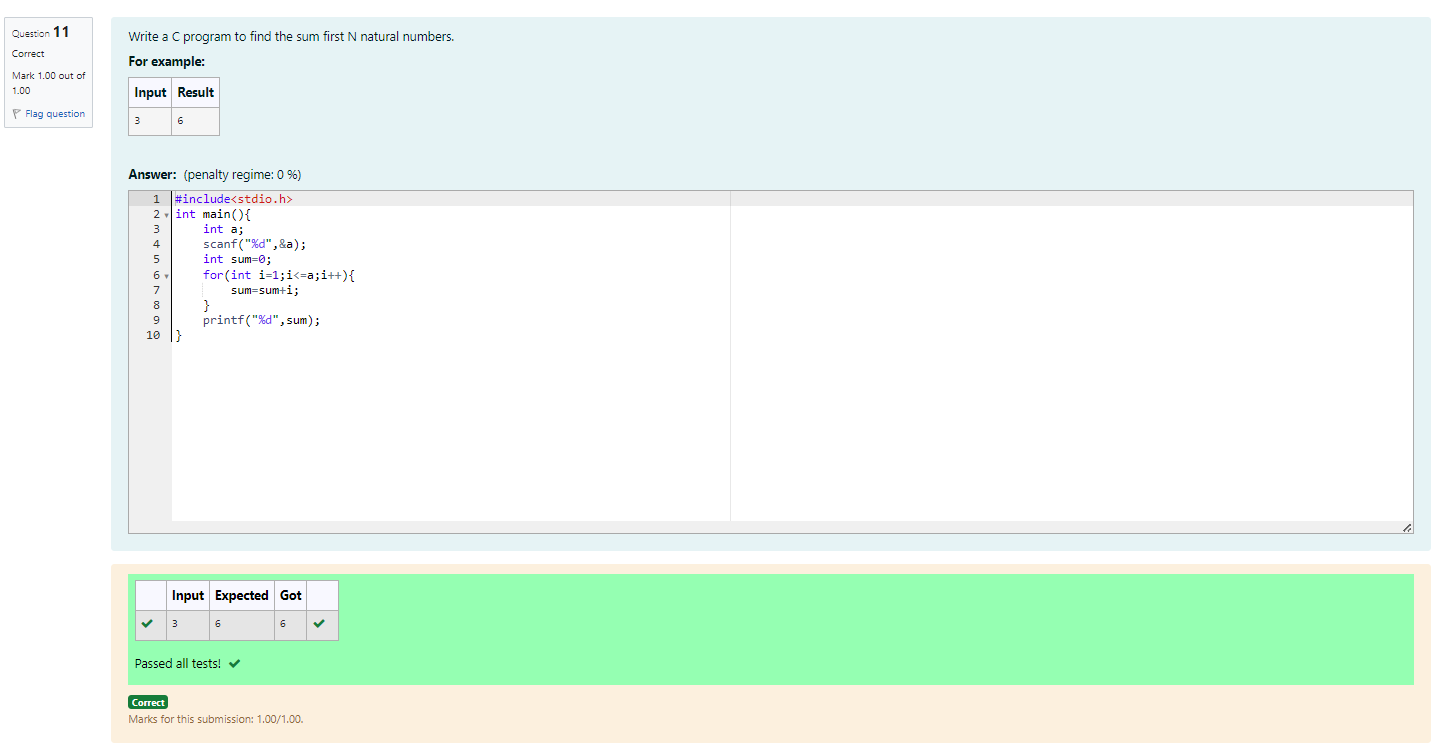 Question 11
Correct
Mark 1.00 out of
1.00
Flag question
Write a C program to find the sum first N natural numbers.
For example:
Input Result
3 6
Answer: (penalty regime: 0 %)
1 #include<stdio.h>
2 int main(){
3 int a;
4 scanf("%d",&a);
5 int sum=0;
6 for(int i=1;i<=a;i++){
7 sum=sum+i;
8 }
9 printf("%d",sum);
10 }
Input Expected Got
3 6 6
Passed all tests!
Correct
Marks for this submission: 1.00/1.00.